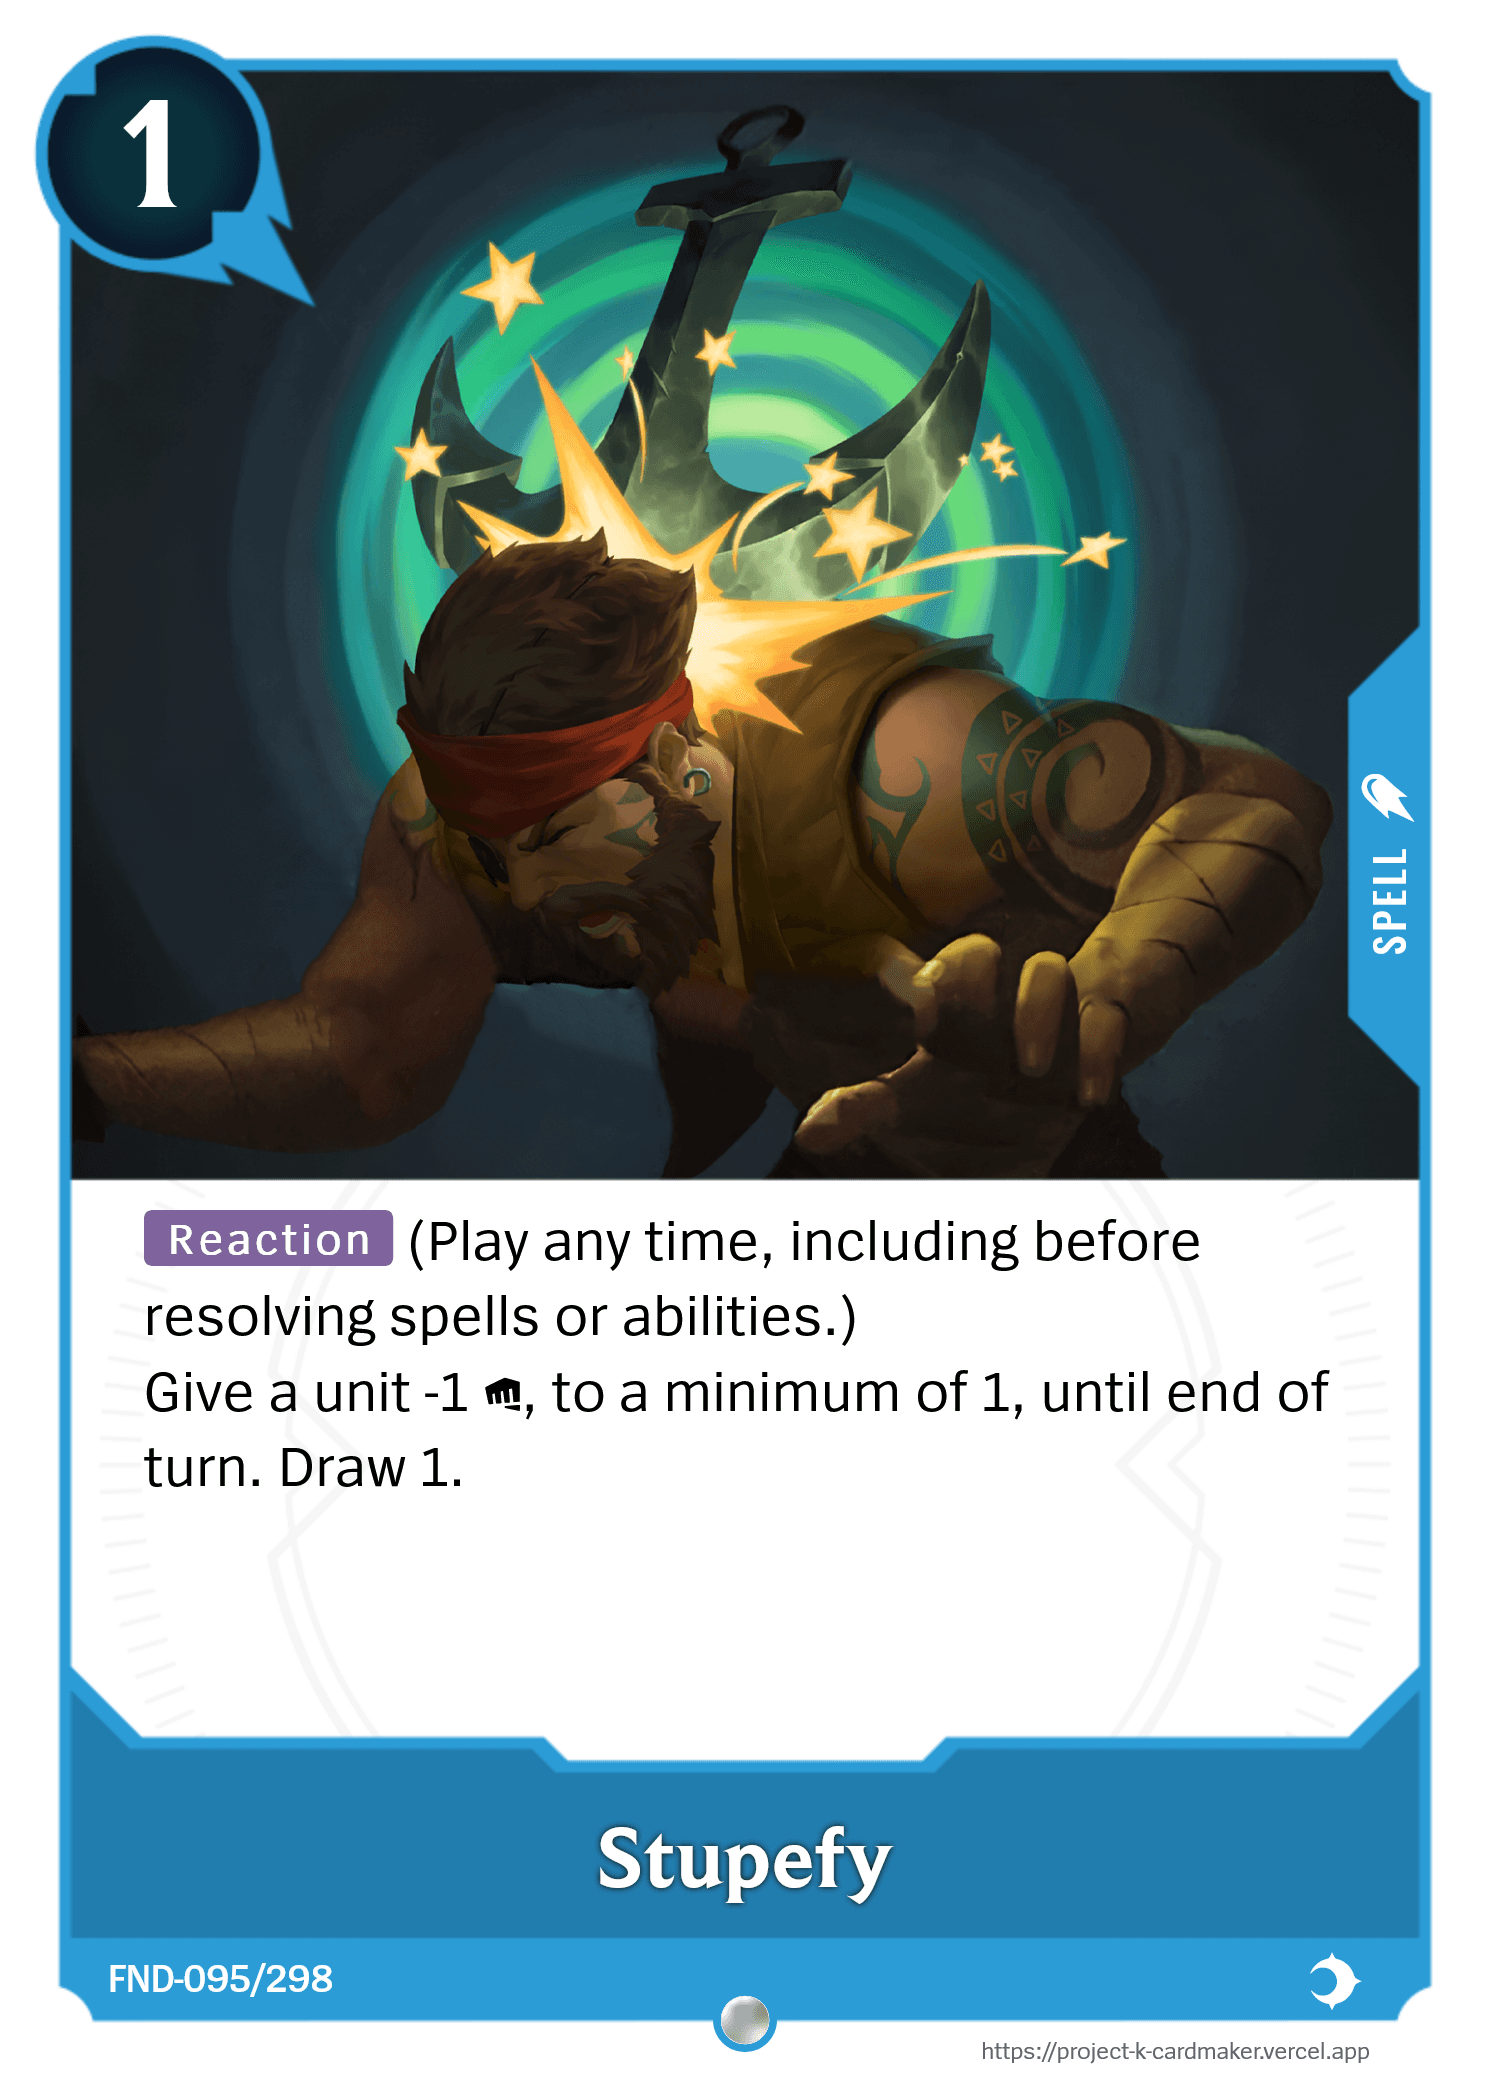 1
SPELL
Reaction (Play any time, including before
resolving spells or abilities.)
Give a unit -1 , to a minimum of 1, until end of
turn. Draw 1.
Stupefy
FND-095/298
https://project-k-cardmaker.vercel.app